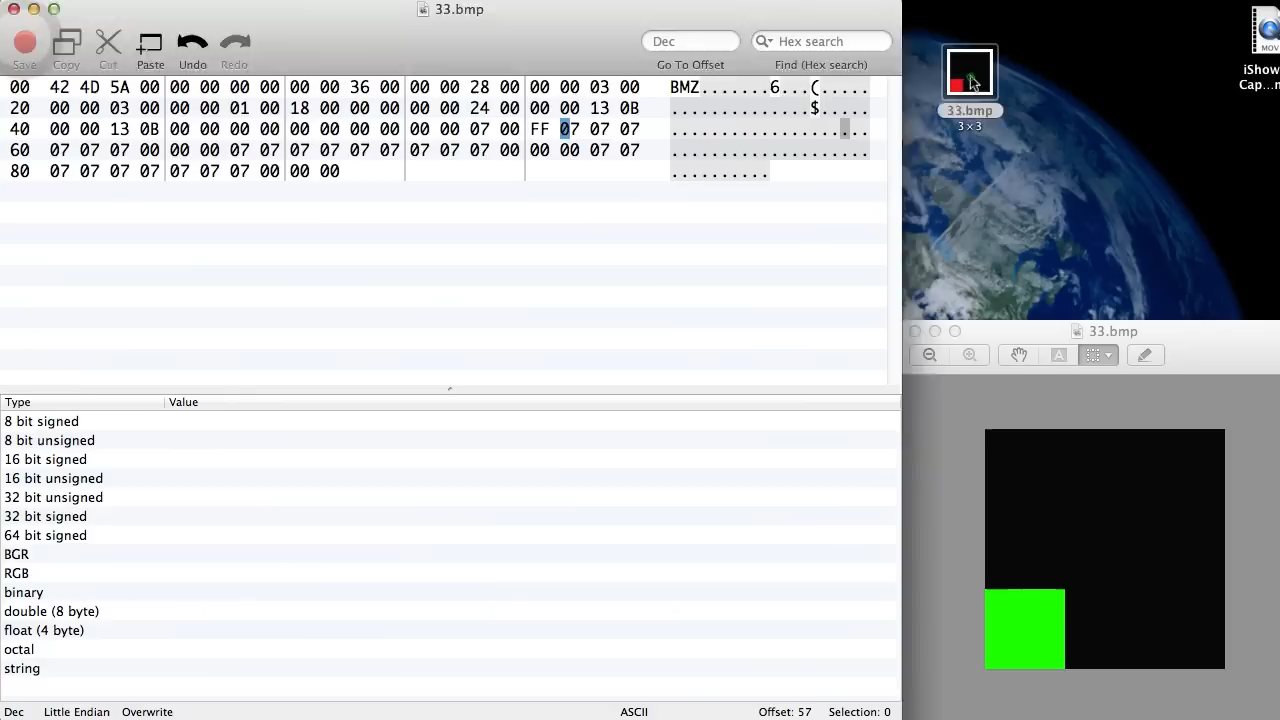 33.bmp
Save Copy Cut Paste Undo Redo
Dec
Go To Offset
Hex search
Find (Hex search)
00 42 4D 5A 00 00 00 00 00 00 00 36 00 00 00 28 00 00 00 03 00 BMZ.......6...(.....
20 00 00 03 00 00 00 01 00 18 00 00 00 00 00 24 00 00 00 13 0B ..............$.....
40 00 00 13 0B 00 00 00 00 00 00 00 00 07 00 FF 07 07 07 ....................
60 07 07 07 07 07 07 07 00 00 00 07 07 07 07 07 00 00 00 07 07 ....................
80 07 07 07 07 07 07 07 00 00 00 ..........
Type Value
8 bit signed
8 bit unsigned
16 bit signed
16 bit unsigned
32 bit unsigned
32 bit signed
64 bit signed
BGR
RGB
binary
double (8 byte)
float (4 byte)
octal
string
Dec Little Endian Overwrite ASCII Offset: 57 Selection: 0
33.bmp
3×3
MOV
iShow
Cap...m
33.bmp
A